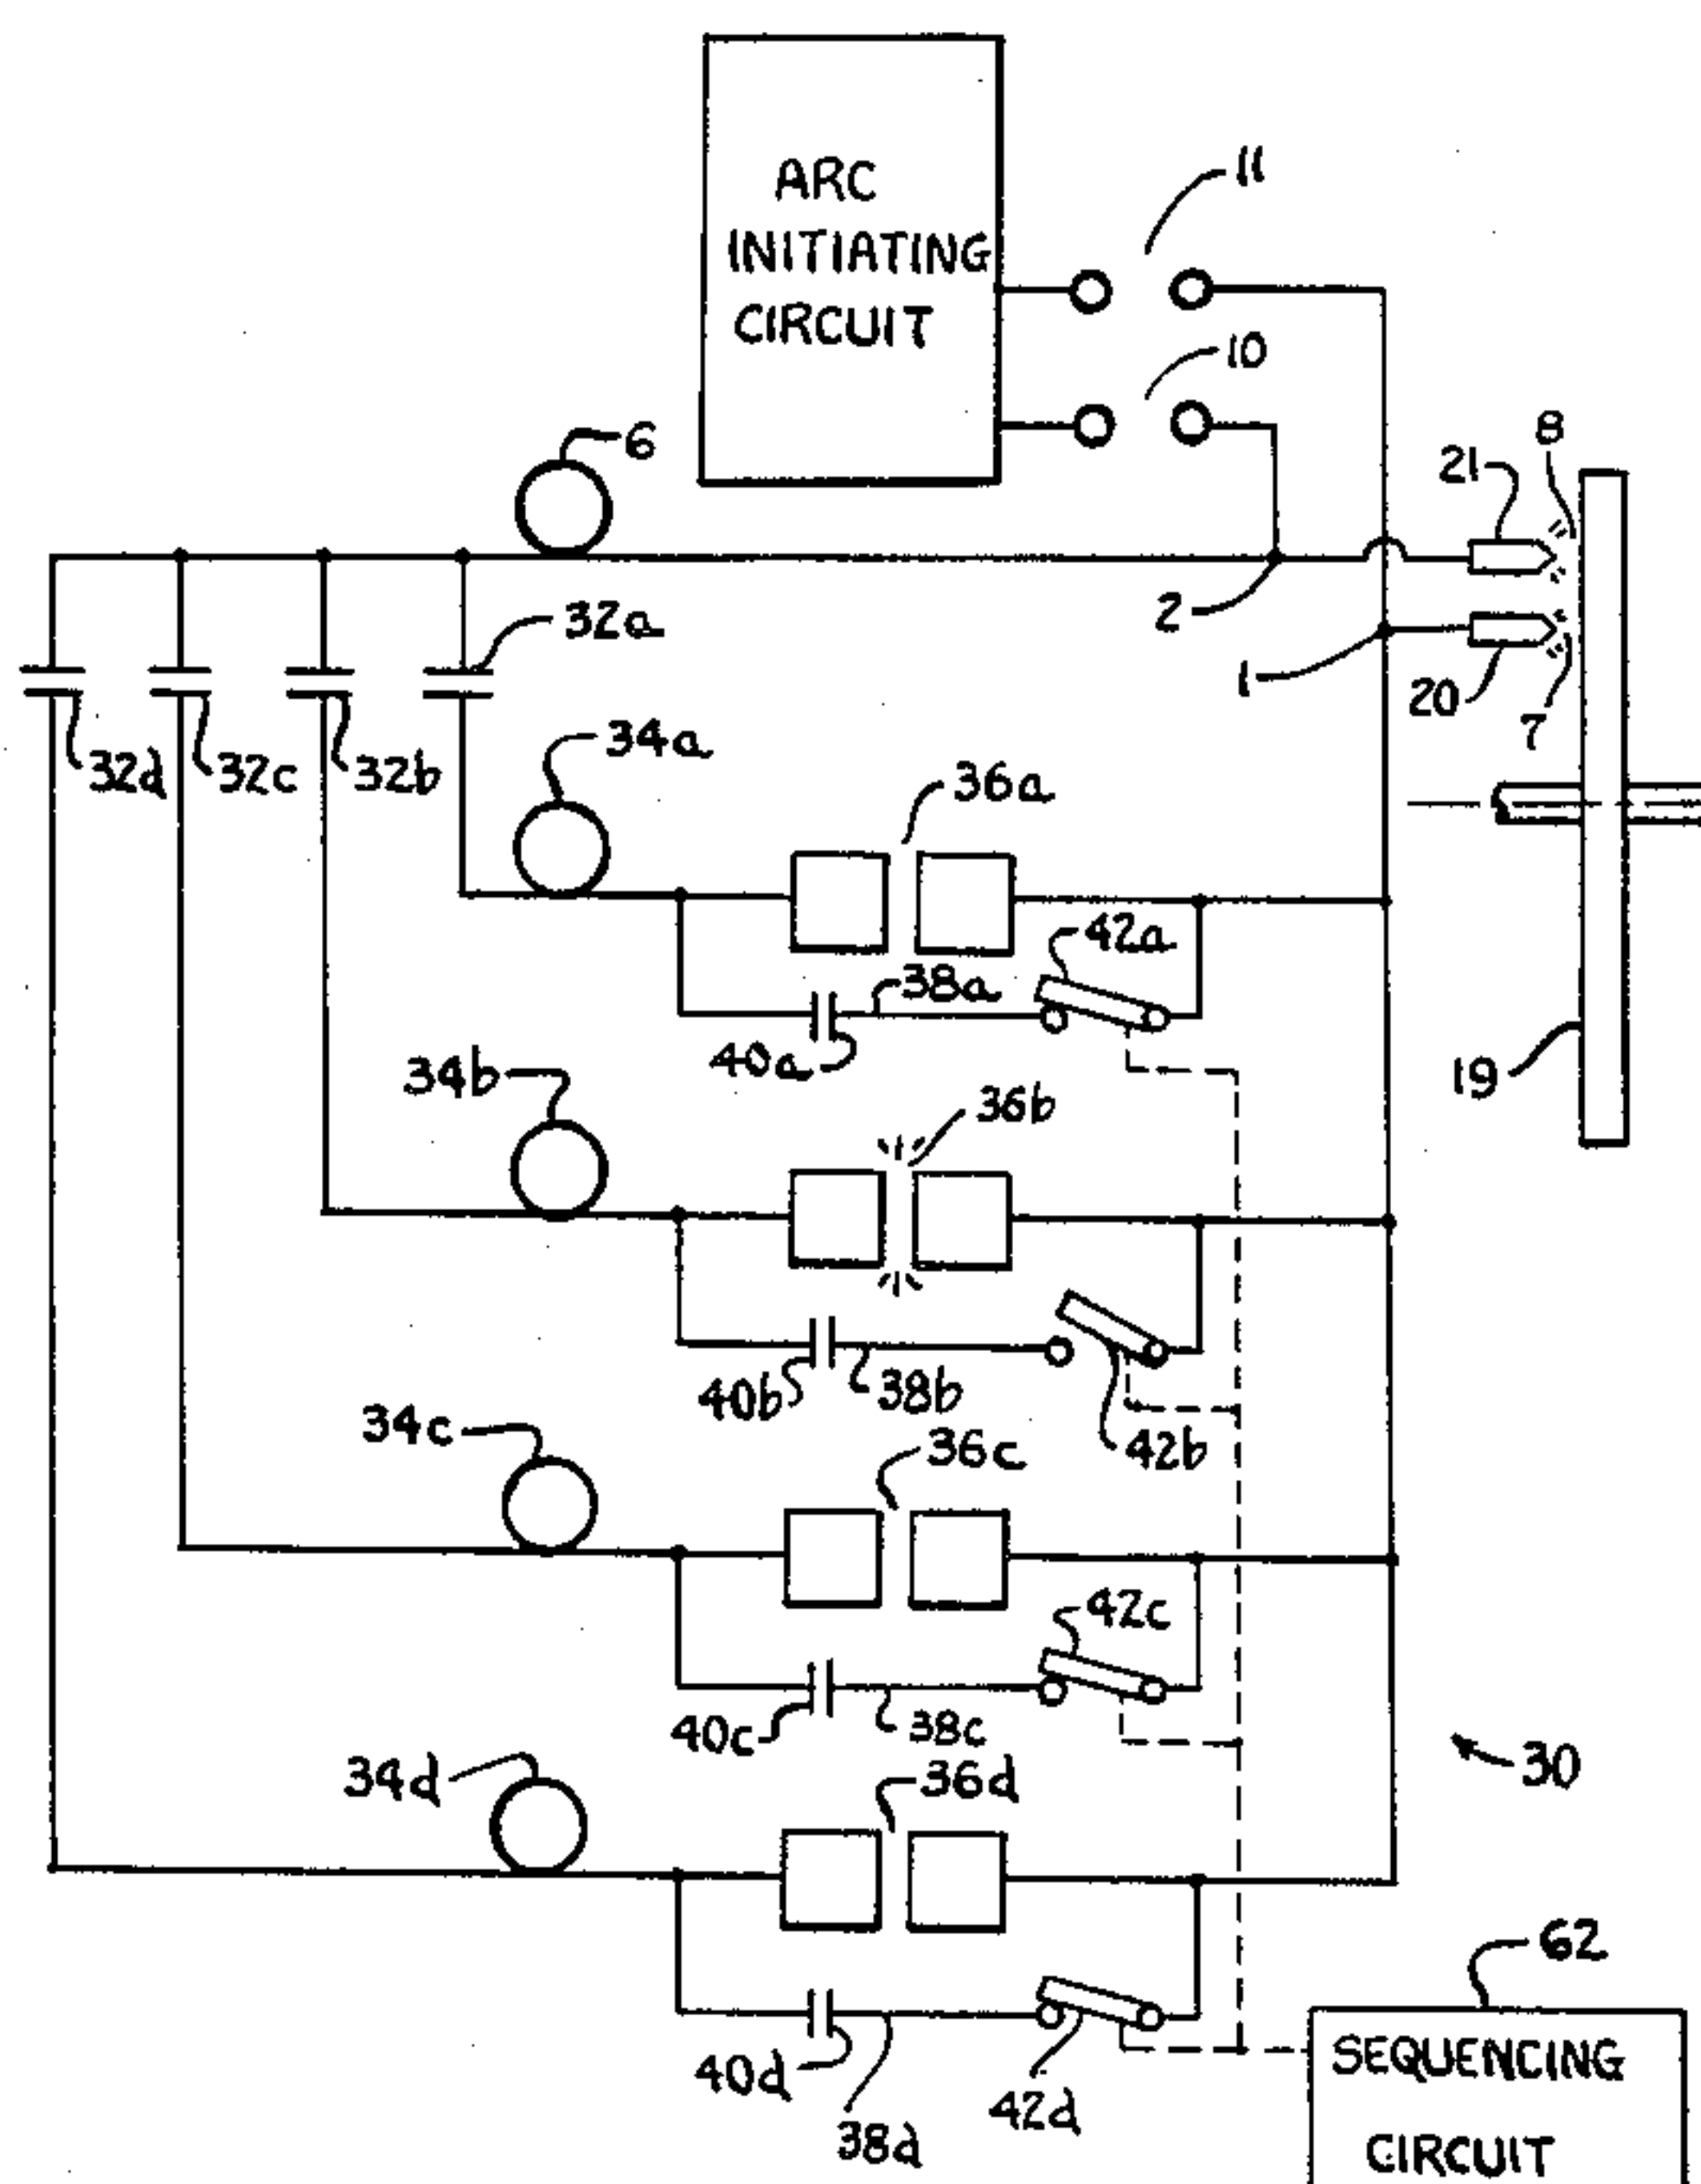 ARC
INITIATING
CIRCUIT
11
10
6
8
21
2
32a
1
20
7
32d
32c
32b
34a
36a
42a
38a
40a
19
34b
36b
40b
38b
42b
34c
36c
42c
40c
38c
30
34d
36d
62
SEQUENCING
CIRCUIT
40d
42d
38d